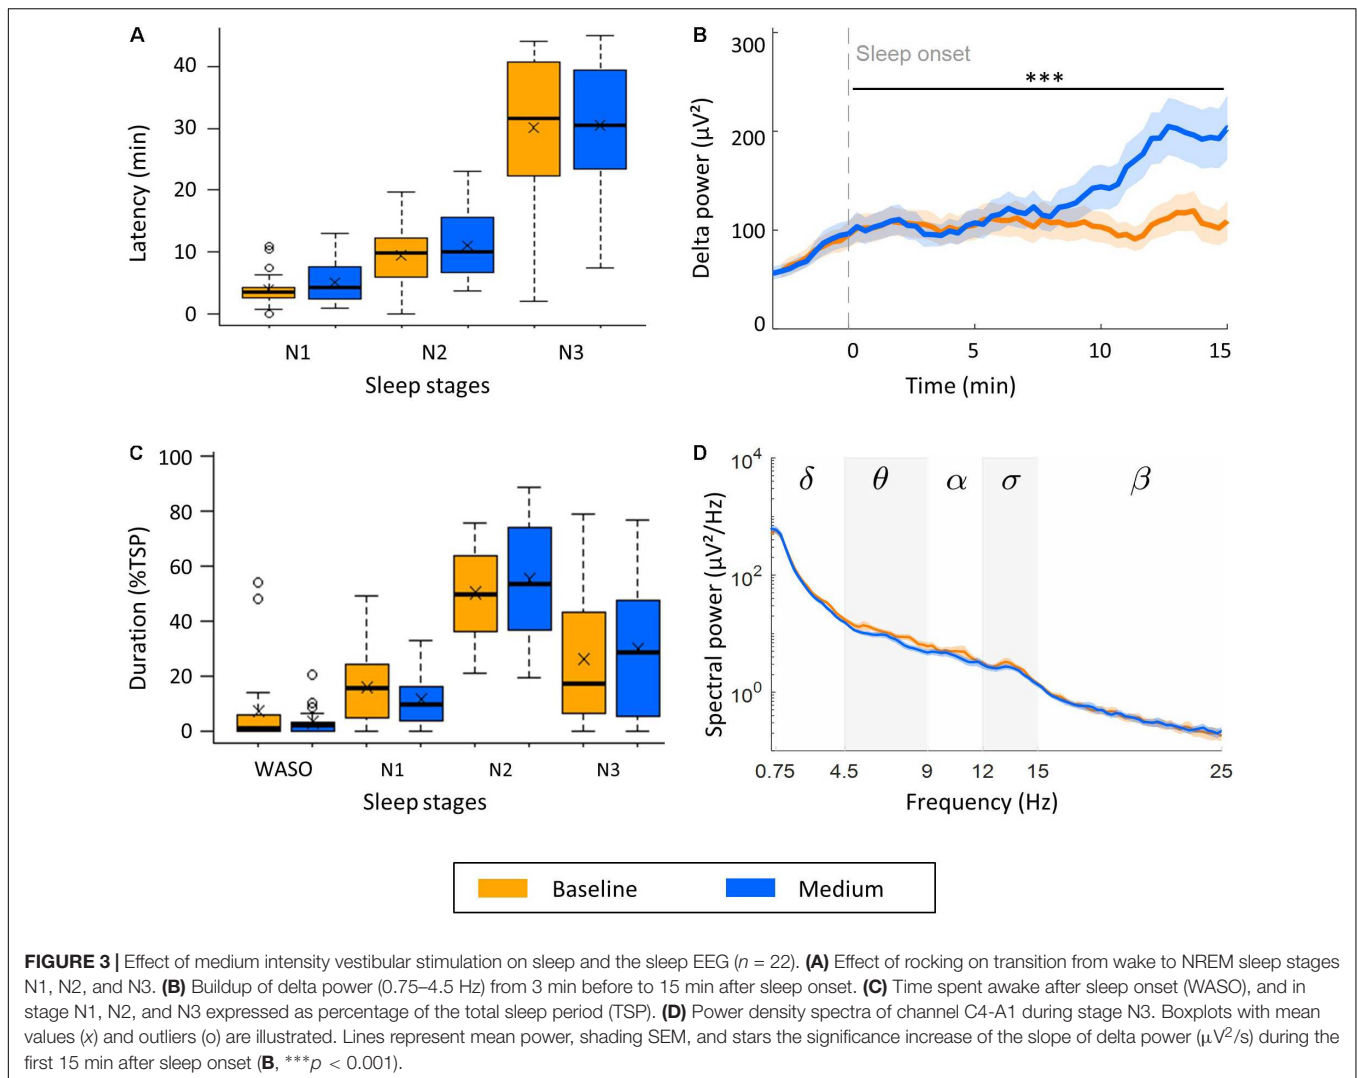 A
40
30
20
10
0
Latency (min)
N1 N2 N3
Sleep stages
B
300
200
100
0
Delta power (µV²)
Sleep onset
***
0 5 10 15
Time (min)
C
100
80
60
40
20
0
Duration (%TSP)
WASO N1 N2 N3
Sleep stages
D
10⁴
10²
10⁰
Spectral power (µV²/Hz)
δ θ α σ β
0.75 4.5 9 12 15 25
Frequency (Hz)
Baseline Medium
FIGURE 3 | Effect of medium intensity vestibular stimulation on sleep and the sleep EEG (n = 22). (A) Effect of rocking on transition from wake to NREM sleep stages
N1, N2, and N3. (B) Buildup of delta power (0.75–4.5 Hz) from 3 min before to 15 min after sleep onset. (C) Time spent awake after sleep onset (WASO), and in
stage N1, N2, and N3 expressed as percentage of the total sleep period (TSP). (D) Power density spectra of channel C4-A1 during stage N3. Boxplots with mean
values (x) and outliers (o) are illustrated. Lines represent mean power, shading SEM, and stars the significance increase of the slope of delta power (µV²/s) during the
first 15 min after sleep onset (B, ***p < 0.001).